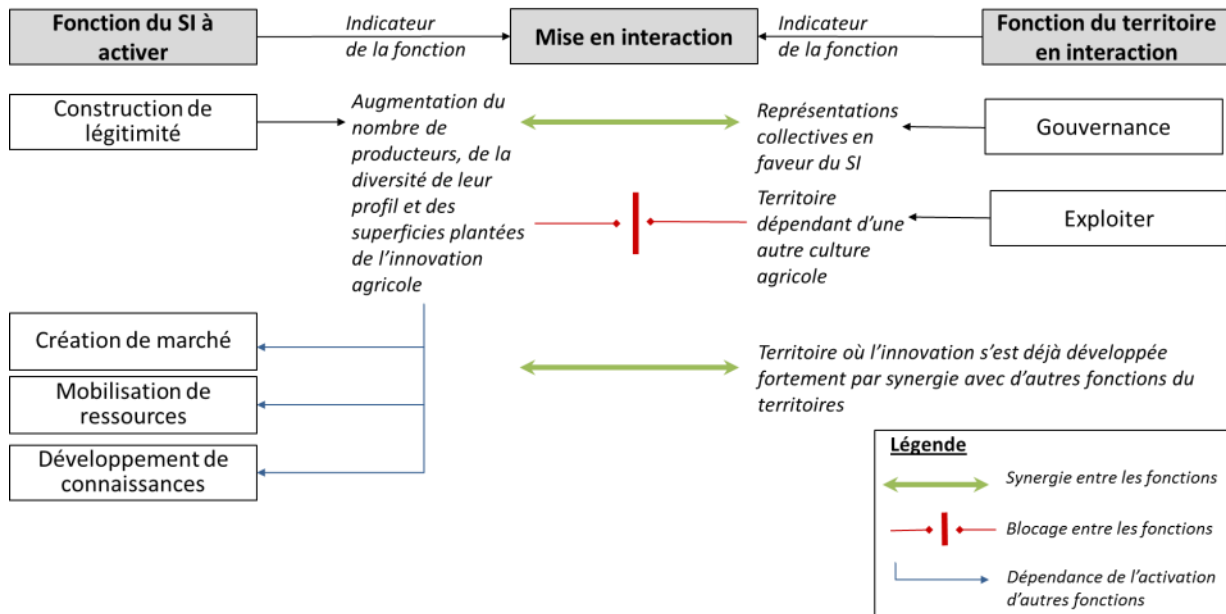 Fonction du SI à
activer
Indicateur
de la fonction
Mise en interaction
Indicateur
de la fonction
Fonction du territoire
en interaction
Construction de
légitimité
Augmentation du
nombre de
producteurs, de la
diversité de leur
profil et des
superficies plantées
de l'innovation
agricole
Représentations
collectives en
faveur du SI
Gouvernance
Territoire
dépendant d'une
autre culture
agricole
Exploiter
Création de marché
Mobilisation de
ressources
Développement de
connaissances
Territoire où l'innovation s'est déjà développée
fortement par synergie avec d'autres fonctions du
territoires
Légende
Synergie entre les fonctions
Blocage entre les fonctions
Dépendance de l'activation
d'autres fonctions